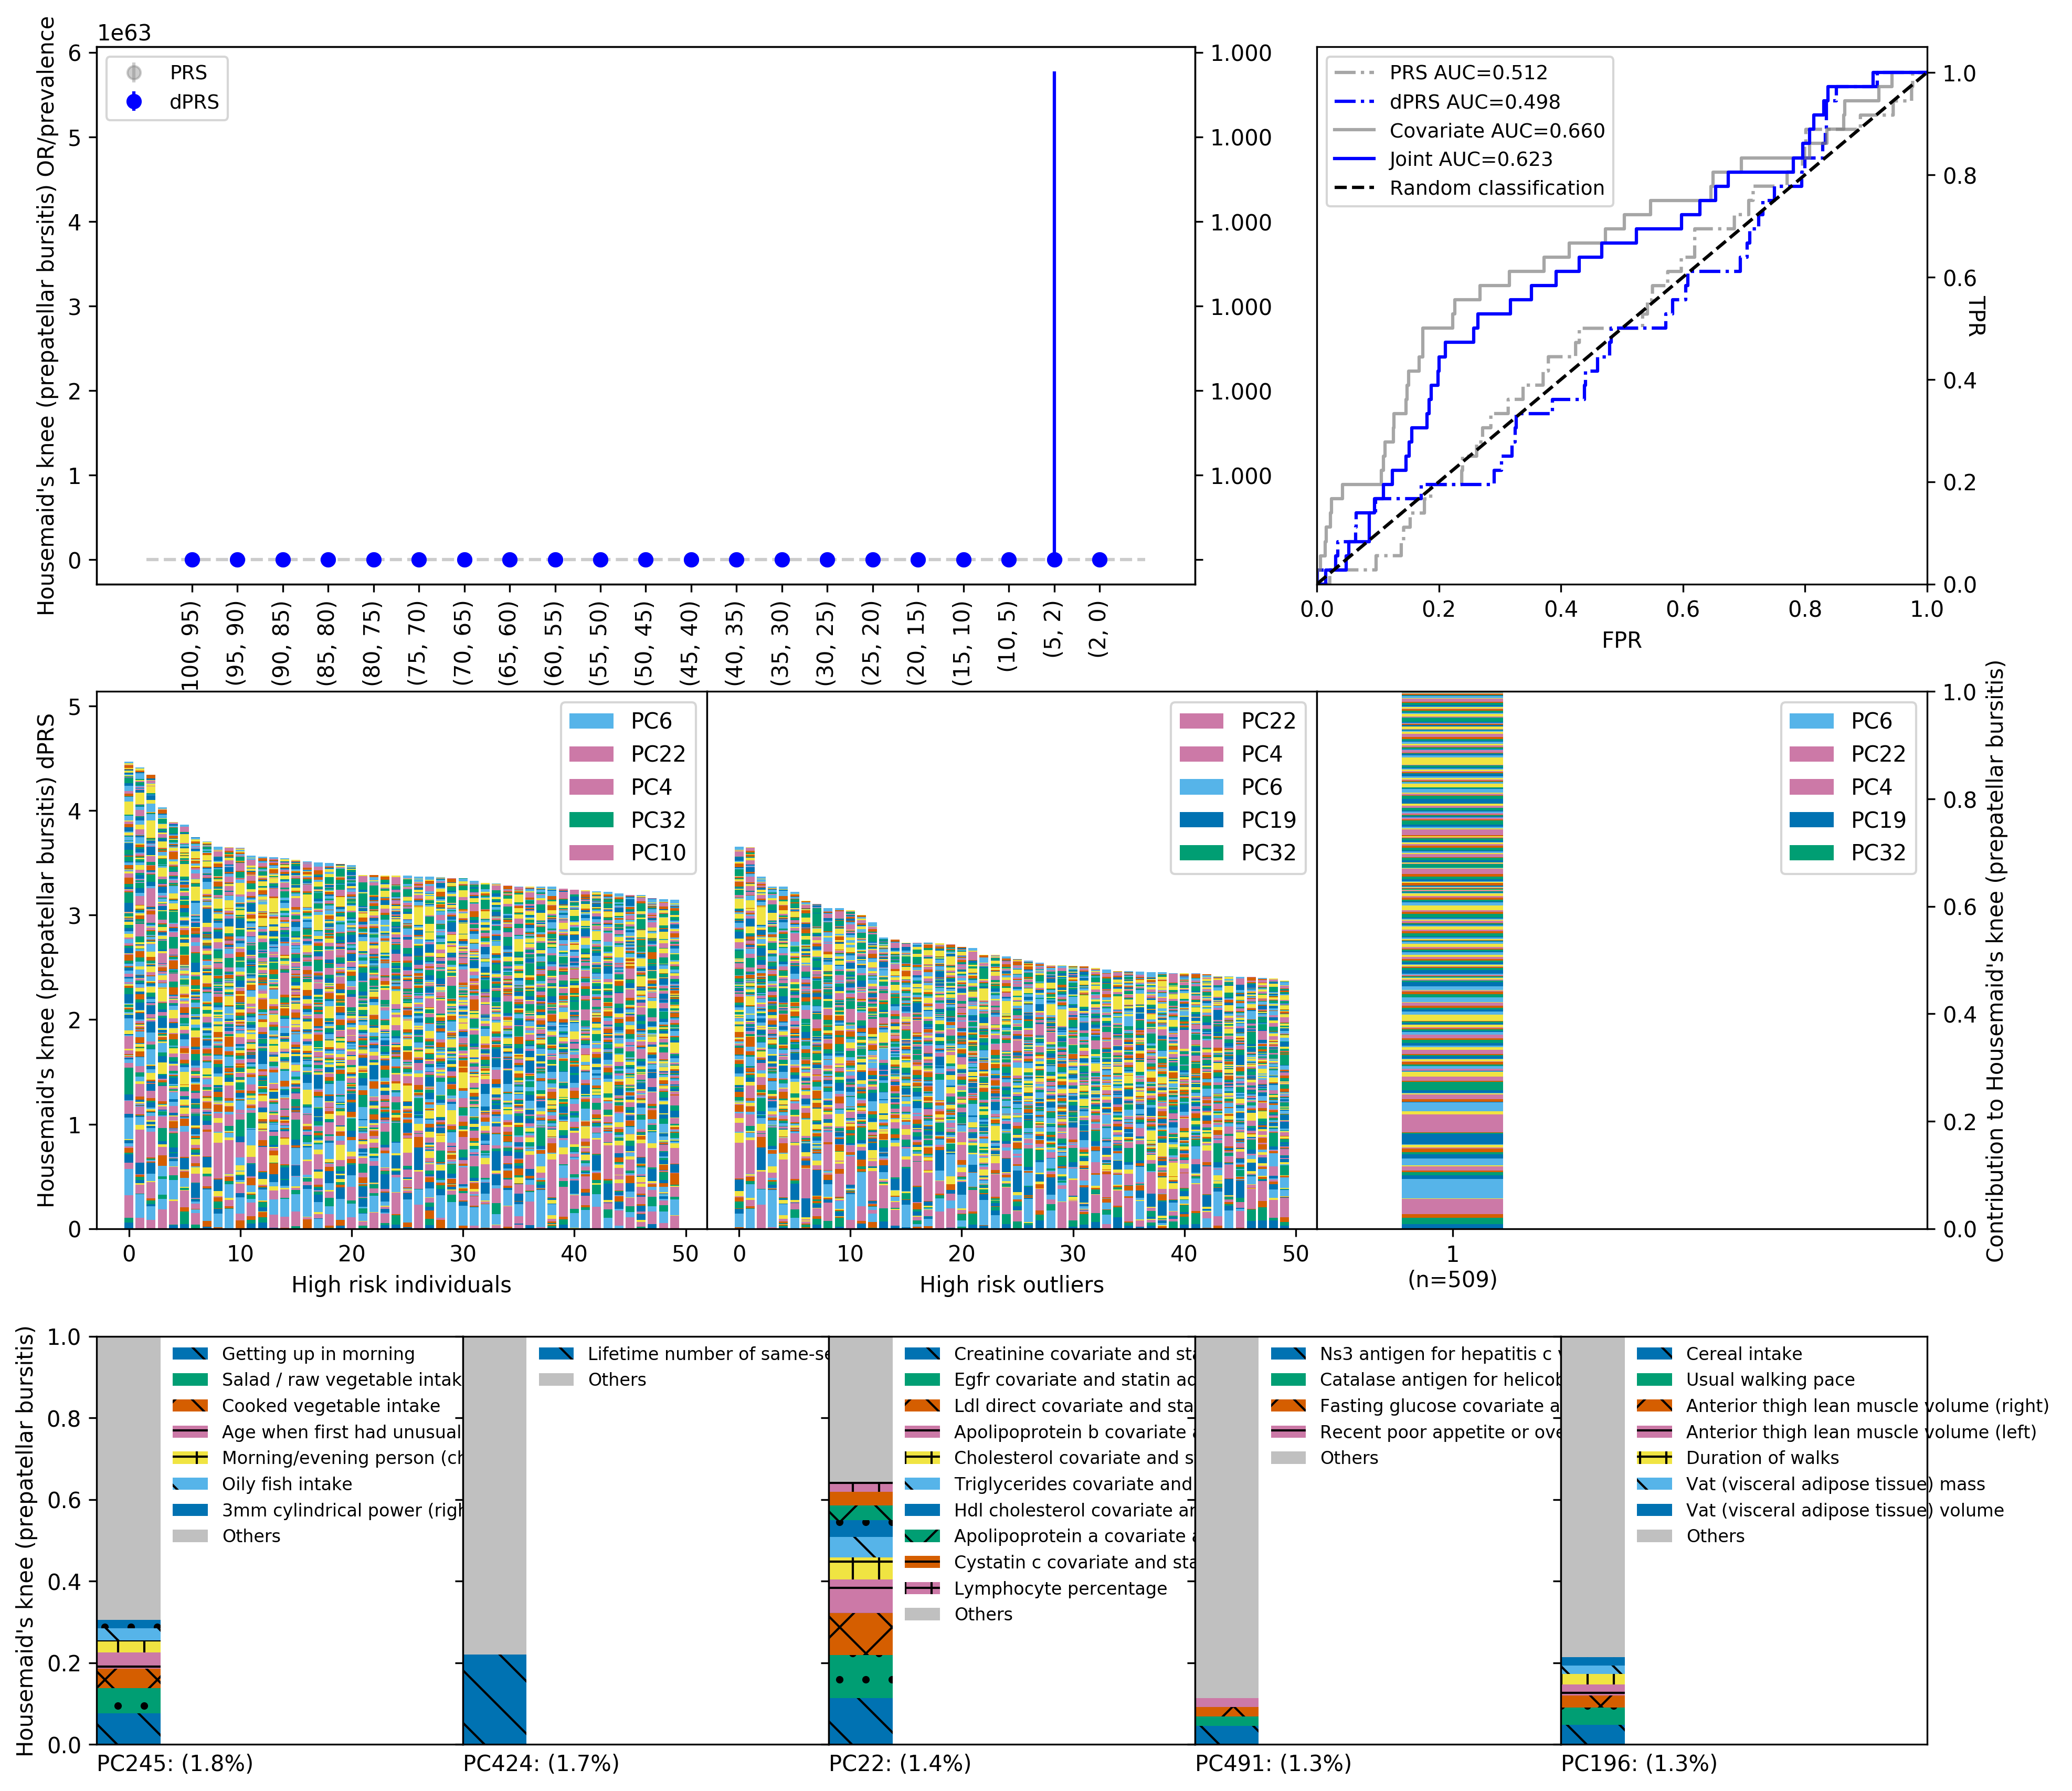 1e63
Housemaid's knee (prepatellar bursitis) OR/prevalence
6
5
4
3
2
1
0
PRS
dPRS
1.000
1.000
1.000
1.000
1.000
1.000
100, 95)
(95, 90)
(90, 85)
(85, 80)
(80, 75)
(75, 70)
(70, 65)
(65, 60)
(60, 55)
(55, 50)
(50, 45)
(45, 40)
(40, 35)
(35, 30)
(30, 25)
(25, 20)
(20, 15)
(15, 10)
(10, 5)
(5, 2)
(2, 0)
PRS AUC=0.512
dPRS AUC=0.498
Covariate AUC=0.660
Joint AUC=0.623
Random classification
1.0
0.8
0.6
0.4
0.2
0.0
TPR
0.0 0.2 0.4 0.6 0.8 1.0
FPR
Housemaid's knee (prepatellar bursitis) dPRS
5
4
3
2
1
0
PC6
PC22
PC4
PC32
PC10
0 10 20 30 40 50
High risk individuals
PC22
PC4
PC6
PC19
PC32
0 10 20 30 40 50
High risk outliers
PC6
PC22
PC4
PC19
PC32
1
(n=509)
1.0
0.8
0.6
0.4
0.2
0.0
Contribution to Housemaid's knee (prepatellar bursitis)
Housemaid's knee (prepatellar bursitis)
1.0
0.8
0.6
0.4
0.2
0.0
Getting up in morning
Salad / raw vegetable intak
Cooked vegetable intake
Age when first had unusual
Morning/evening person (ch
Oily fish intake
3mm cylindrical power (righ
Others
PC245: (1.8%)
Lifetime number of same-se
Others
PC424: (1.7%)
Creatinine covariate and sta
Egfr covariate and statin ad
Ldl direct covariate and sta
Apolipoprotein b covariate a
Cholesterol covariate and s
Triglycerides covariate and
Hdl cholesterol covariate an
Apolipoprotein a covariate a
Cystatin c covariate and sta
Lymphocyte percentage
Others
PC22: (1.4%)
Ns3 antigen for hepatitis c v
Catalase antigen for helicob
Fasting glucose covariate a
Recent poor appetite or ove
Others
PC491: (1.3%)
Cereal intake
Usual walking pace
Anterior thigh lean muscle volume (right)
Anterior thigh lean muscle volume (left)
Duration of walks
Vat (visceral adipose tissue) mass
Vat (visceral adipose tissue) volume
Others
PC196: (1.3%)